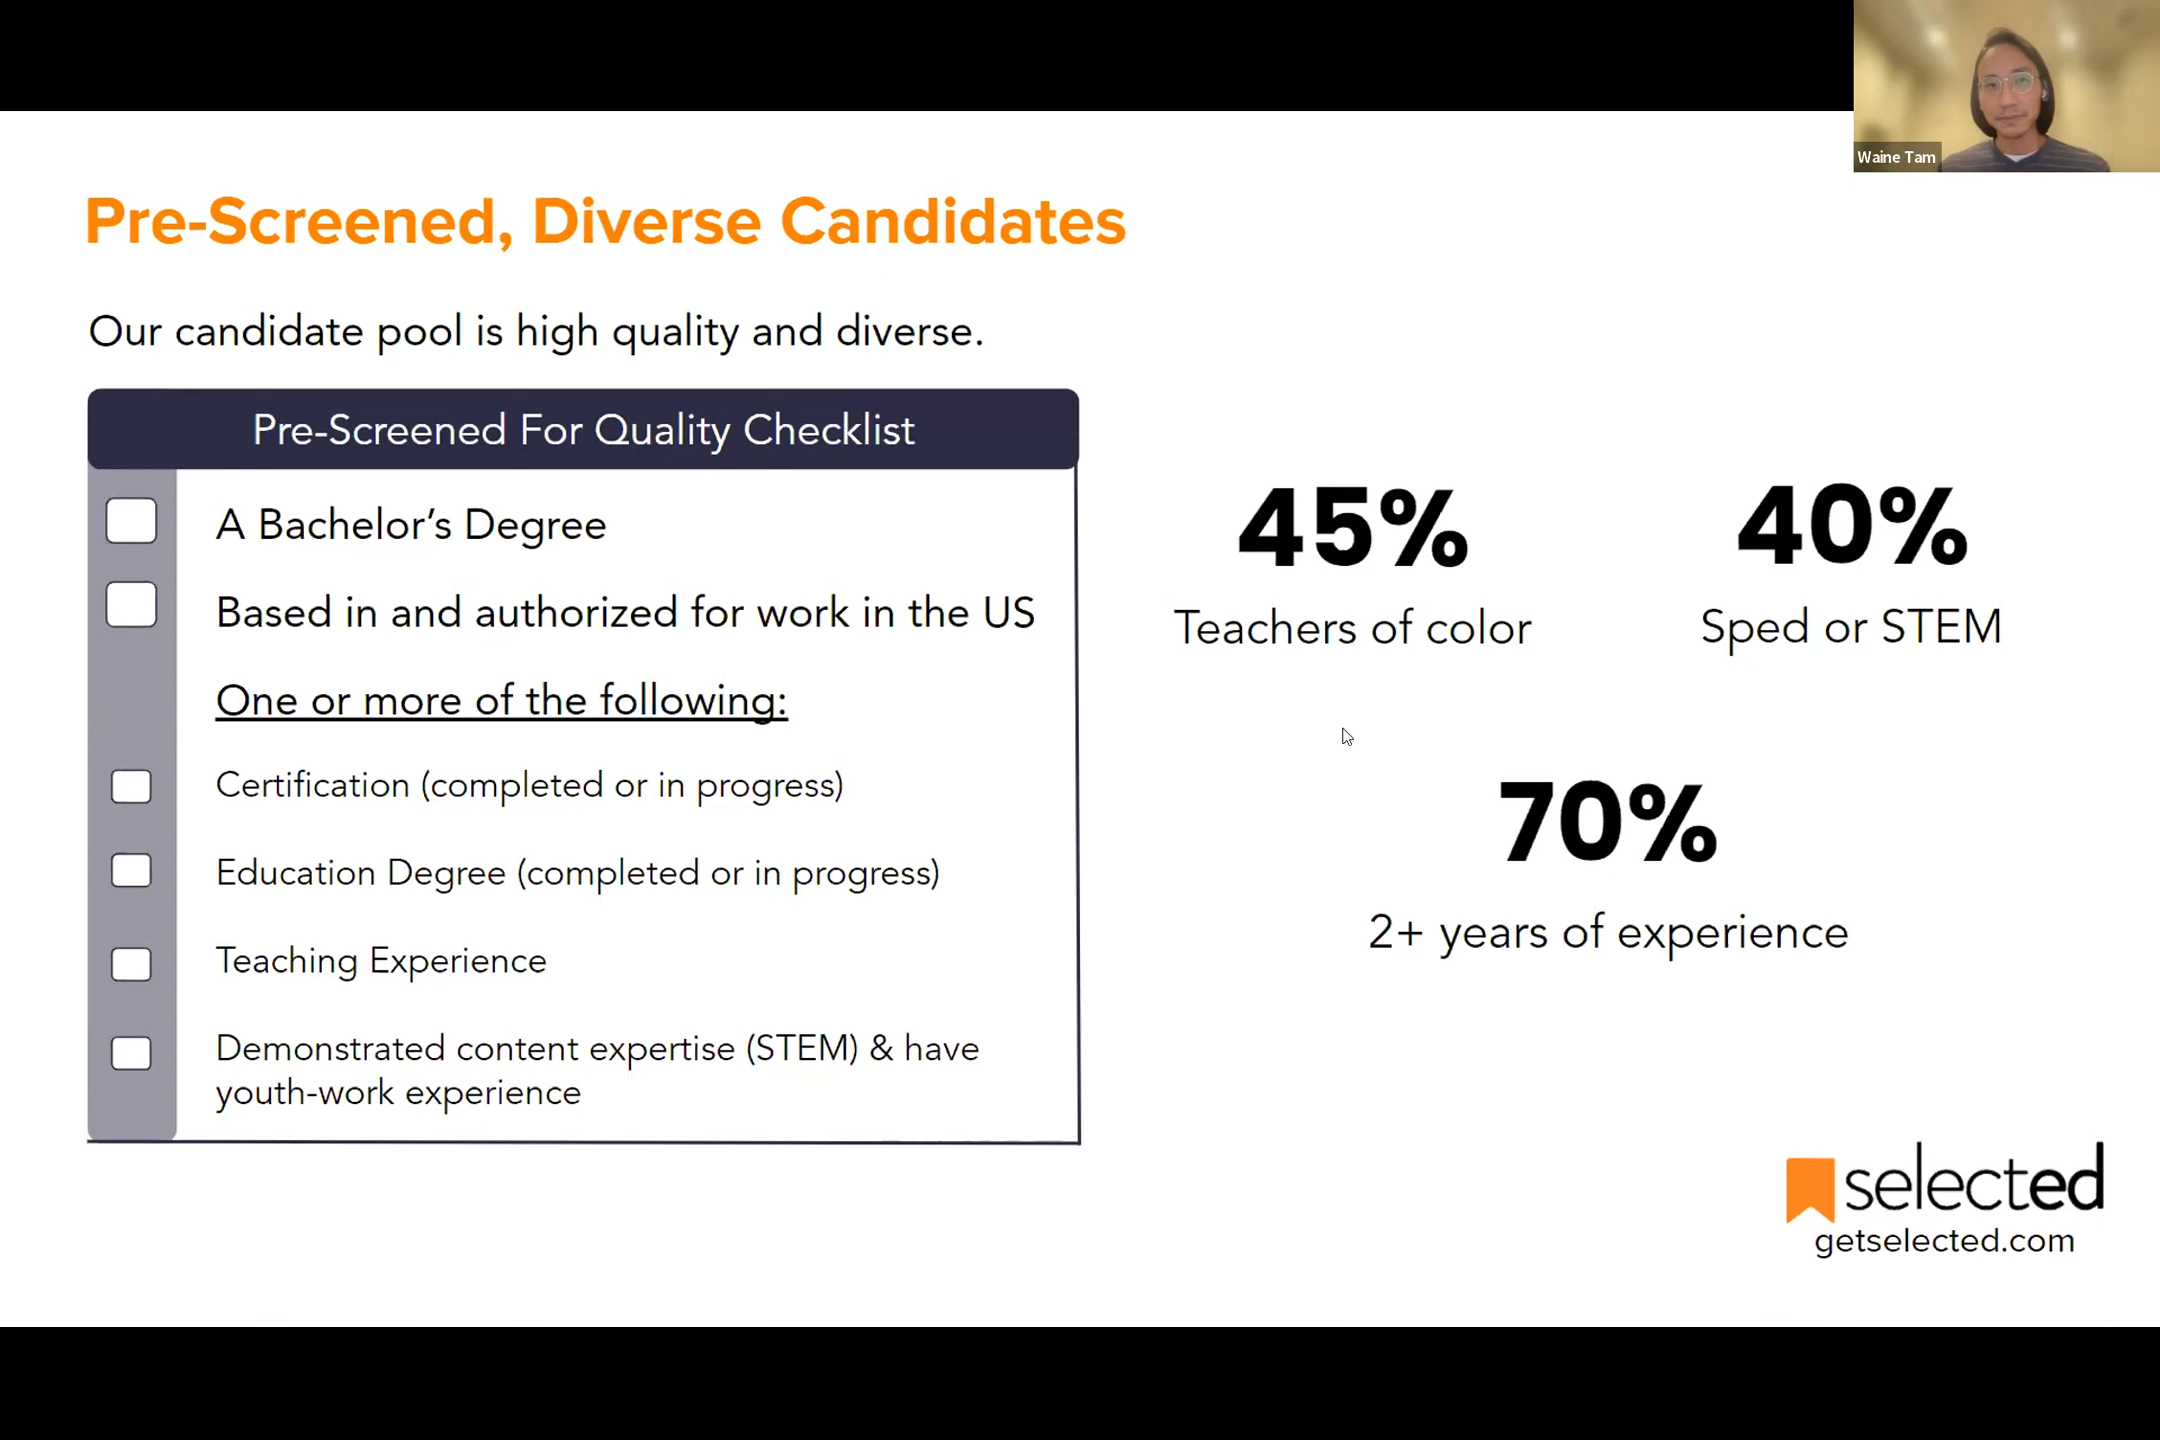 Waine Tam
Pre-Screened, Diverse Candidates
Our candidate pool is high quality and diverse.
Pre-Screened For Quality Checklist
A Bachelor’s Degree
Based in and authorized for work in the US
One or more of the following:
Certification (completed or in progress)
Education Degree (completed or in progress)
Teaching Experience
Demonstrated content expertise (STEM) & have
youth-work experience
45%
Teachers of color
40%
Sped or STEM
70%
2+ years of experience
selected
getselected.com